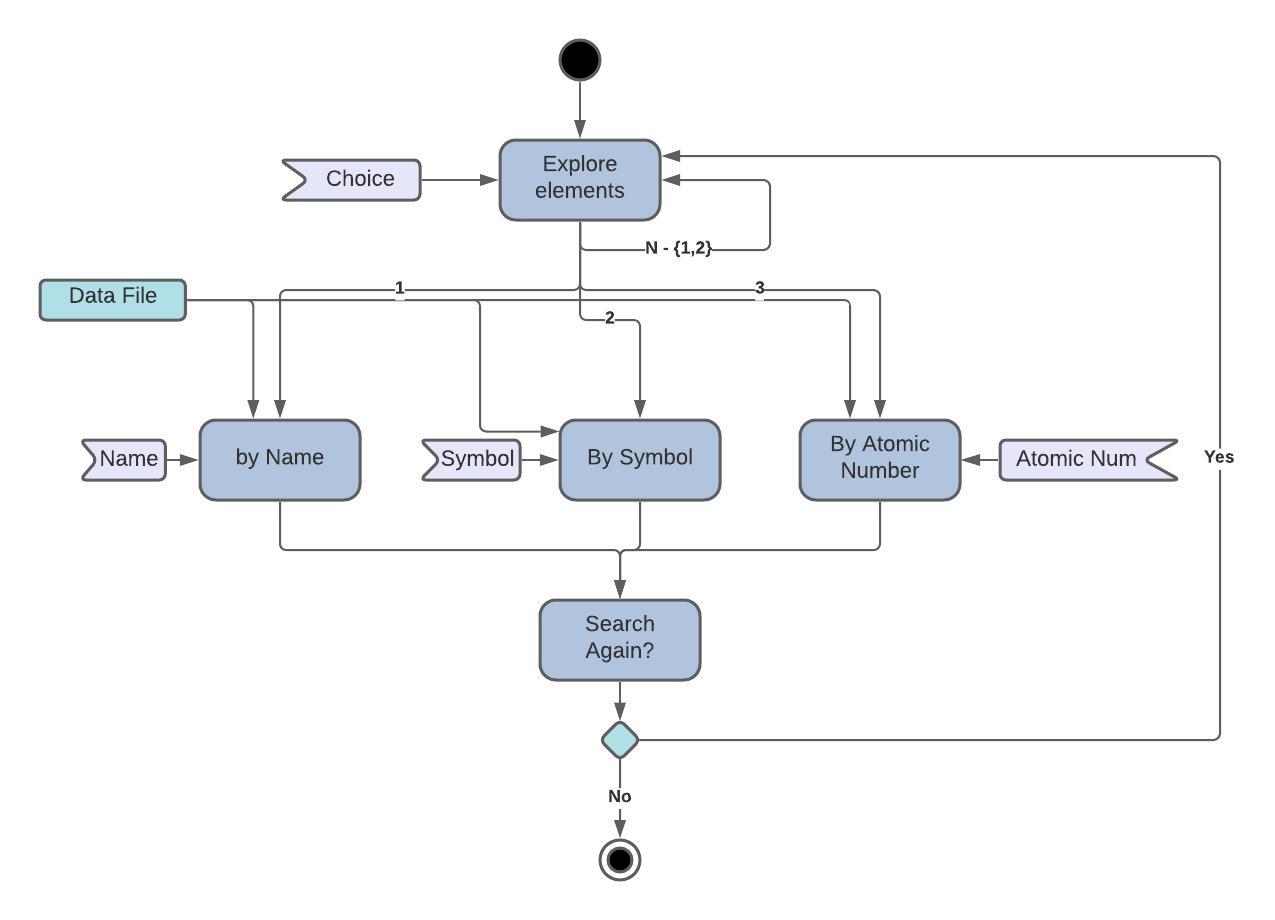 Explore
elements
Choice
N - {1,2}
Data File
1
3
2
Name
by Name
Symbol
By Symbol
By Atomic
Number
Atomic Num
Yes
Search
Again?
No